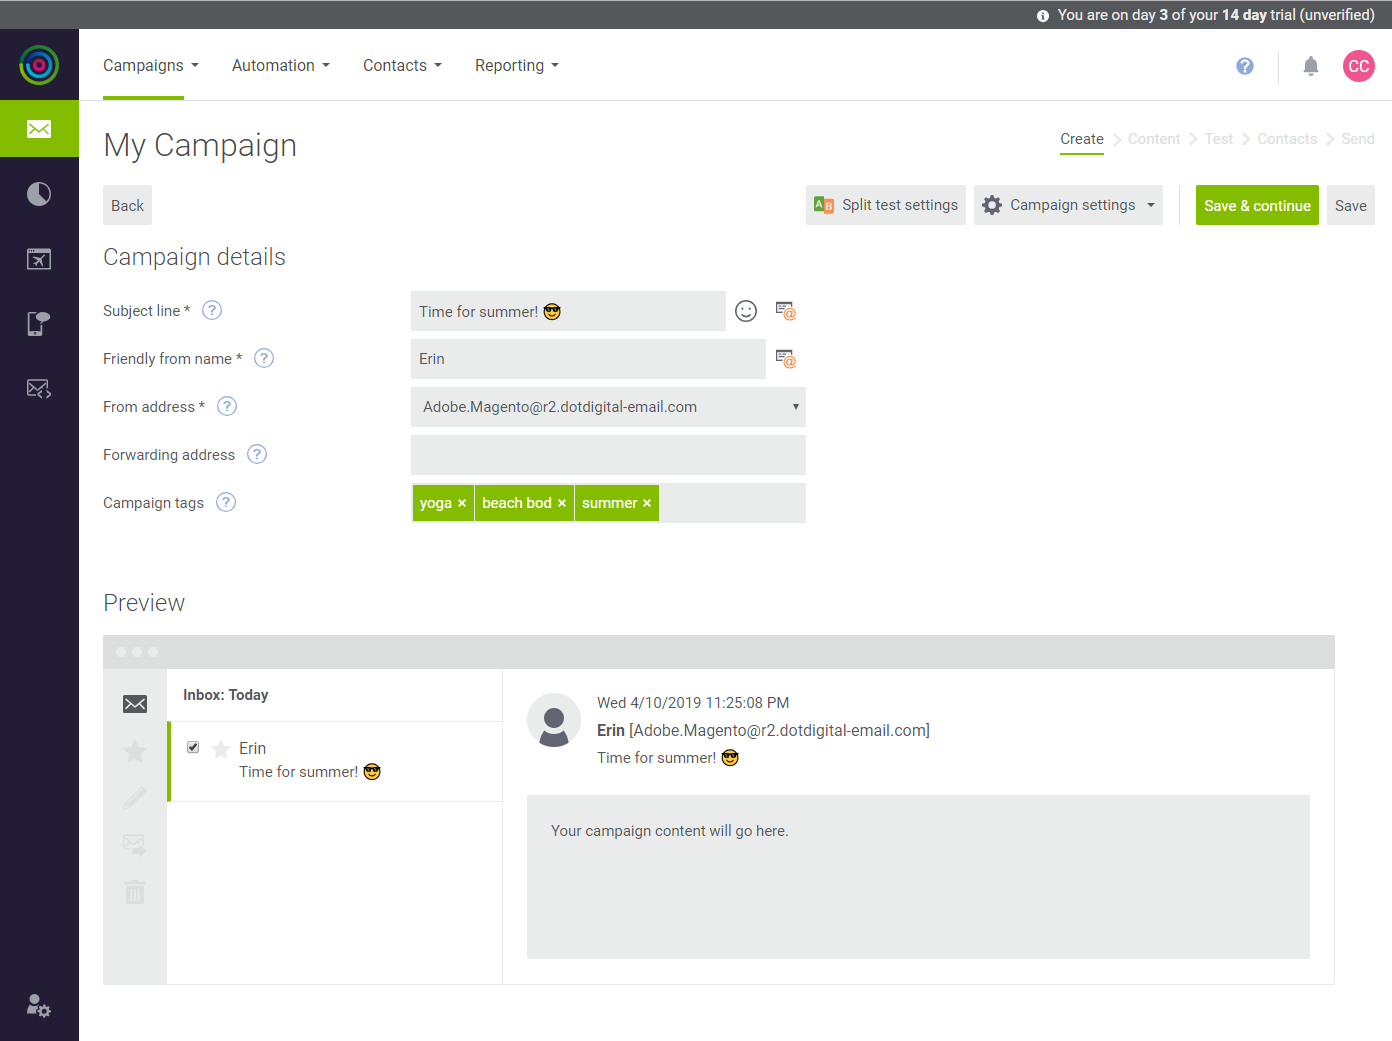 You are on day 3 of your 14 day trial (unverified)
Campaigns Automation Contacts Reporting ? CC
My Campaign
Create Content Test Contacts Send
Back A B Split test settings Campaign settings Save & continue Save
Campaign details
Subject line * ? Time for summer! 😎 @
Friendly from name * ? Erin @
From address * ? Adobe.Magento@r2.dotdigital-email.com
Forwarding address ?
Campaign tags ? yoga × beach bod × summer ×
Preview
Inbox: Today
Erin
Time for summer! 😎
Wed 4/10/2019 11:25:08 PM
Erin [Adobe.Magento@r2.dotdigital-email.com]
Time for summer! 😎
Your campaign content will go here.